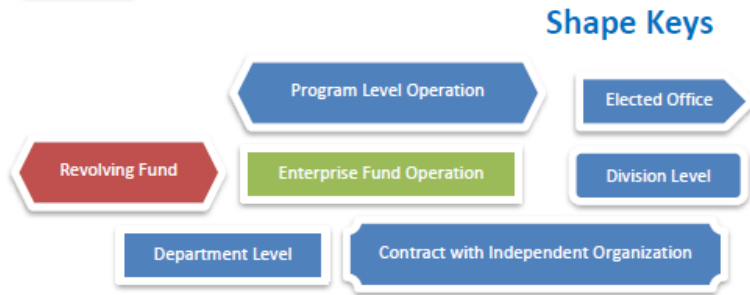 Shape Keys
Program Level Operation
Elected Office
Revolving Fund
Enterprise Fund Operation
Division Level
Department Level
Contract with Independent Organization